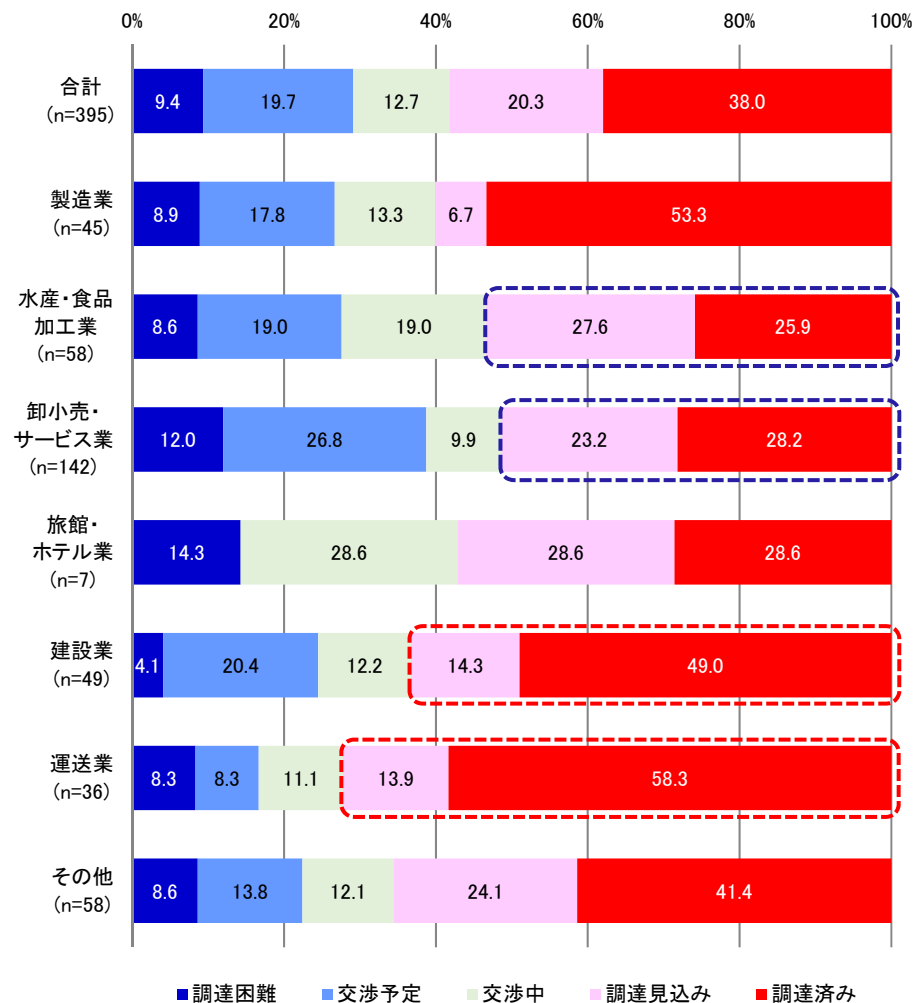 0% 20% 40% 60% 80% 100%
合計
(n=395)
9.4 19.7 12.7 20.3 38.0
製造業
(n=45)
8.9 17.8 13.3 6.7 53.3
水産・食品
加工業
(n=58)
8.6 19.0 19.0 27.6 25.9
卸小売・
サービス業
(n=142)
12.0 26.8 9.9 23.2 28.2
旅館・
ホテル業
(n=7)
14.3 28.6 28.6 28.6
建設業
(n=49)
4.1 20.4 12.2 14.3 49.0
運送業
(n=36)
8.3 8.3 11.1 13.9 58.3
その他
(n=58)
8.6 13.8 12.1 24.1 41.4
調達困難 交渉予定 交渉中 調達見込み 調達済み